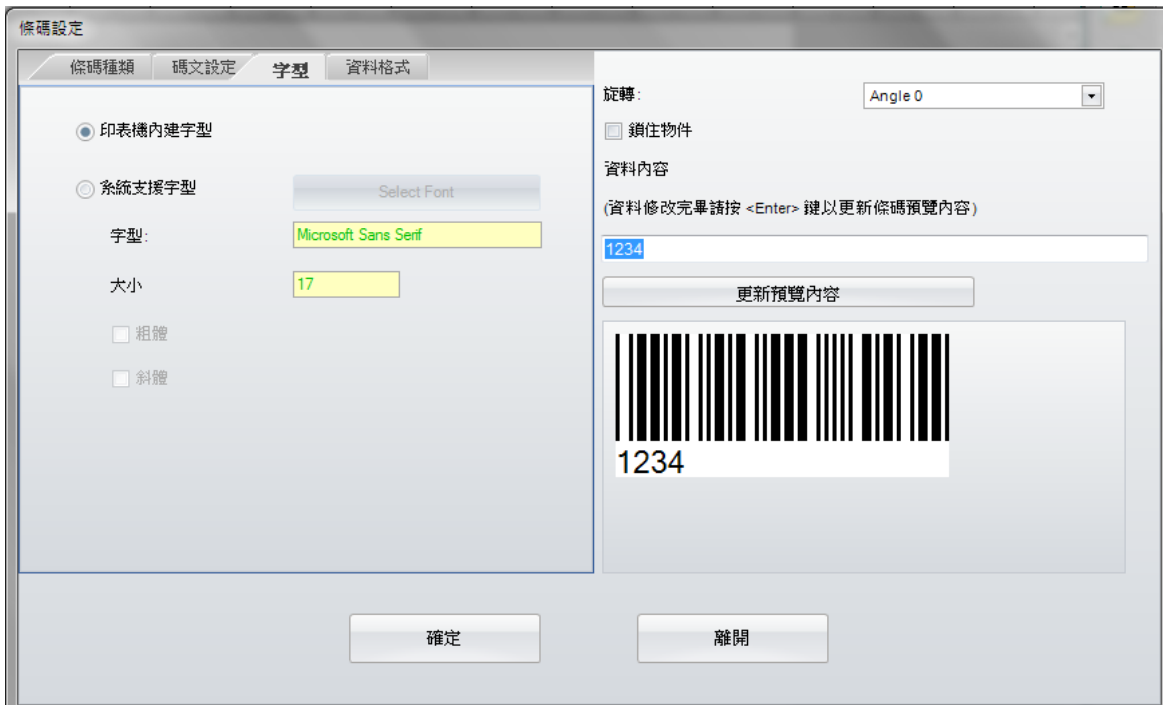 條碼設定
條碼種類 碼文設定 字型 資料格式
印表機內建字型
系統支援字型 Select Font
字型: Microsoft Sans Serif
大小 17
粗體
斜體
旋轉: Angle 0
鎖住物件
資料內容
(資料修改完畢請按 <Enter> 鍵以更新條碼預覽內容)
1234
更新預覽內容
1234
確定 離開